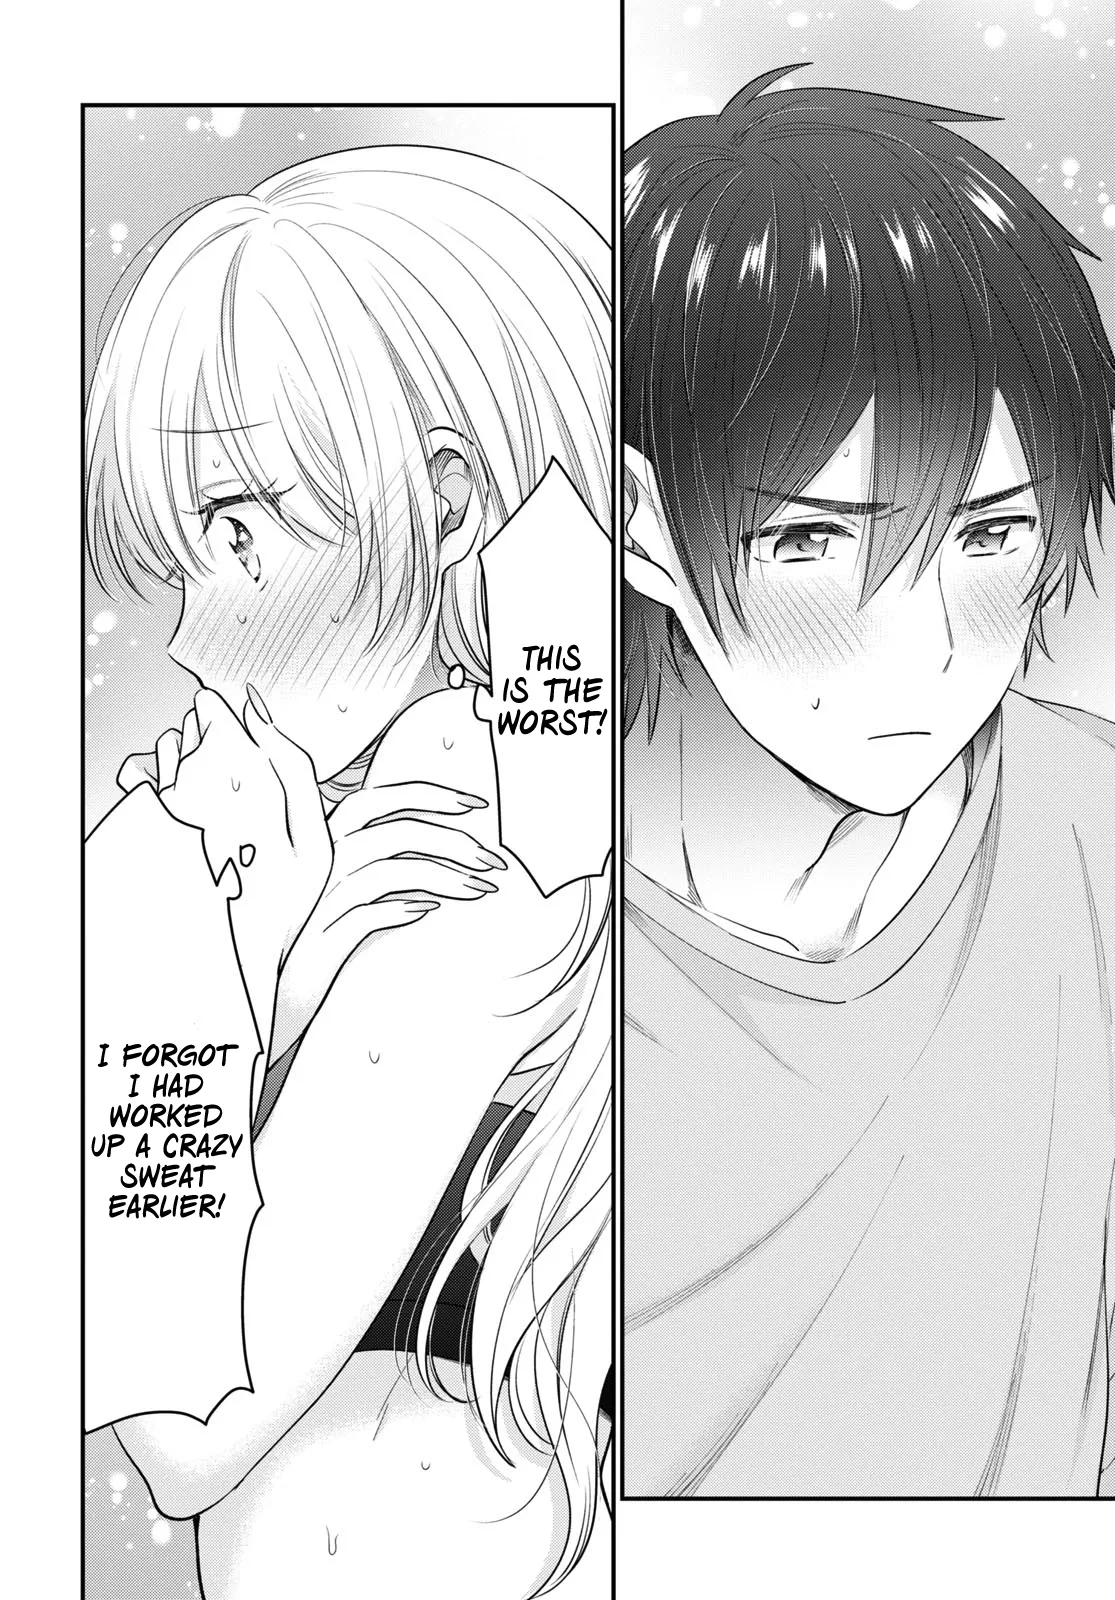 THIS
IS THE
WORST!
I FORGOT
I HAD
WORKED
UP A CRAZY
SWEAT
EARLIER!